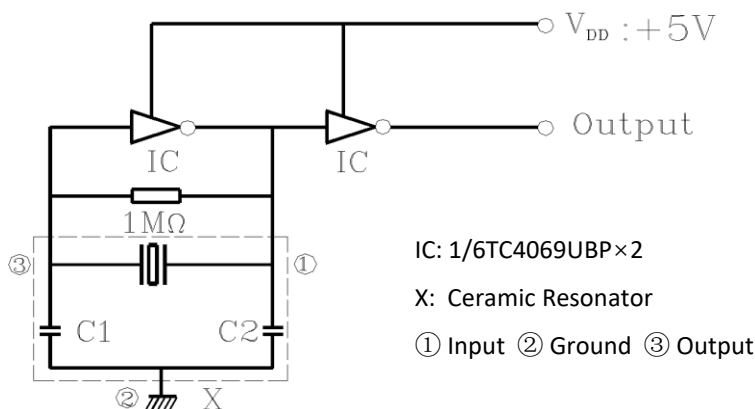 V_DD : +5V
Output
IC
IC
1MΩ
③
①
C1
C2
②
X
IC: 1/6TC4069UBP×2
X: Ceramic Resonator
① Input ② Ground ③ Output